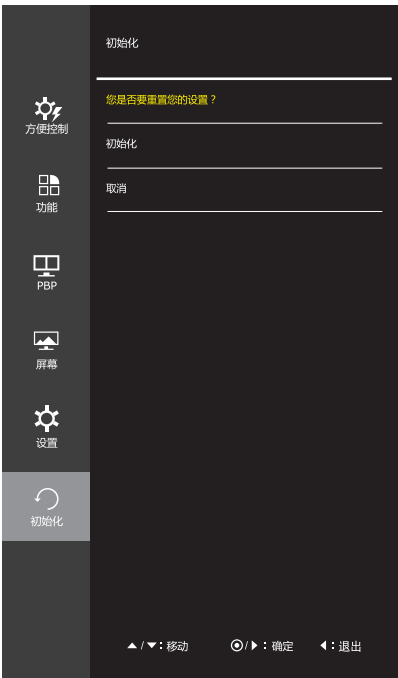 初始化
您是否要重置您的设置？
初始化
取消
方便控制
功能
PBP
屏幕
设置
初始化
/ : 移动 / : 确定 : 退出